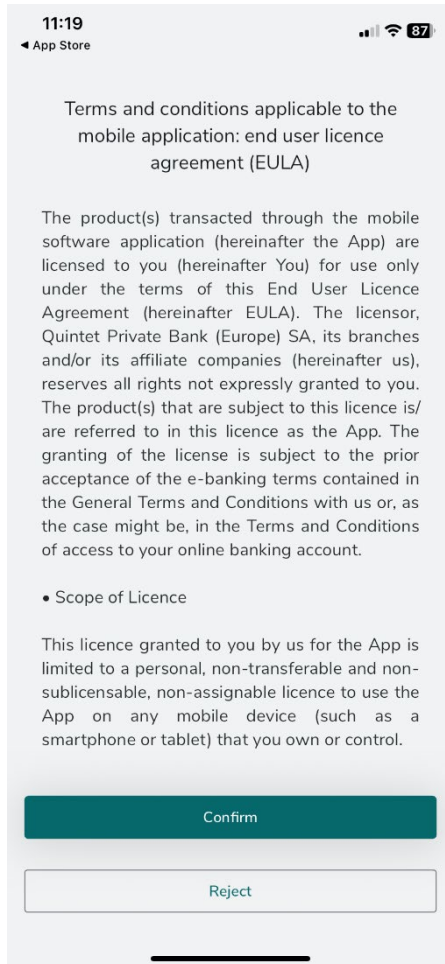 11:19
87
◄ App Store
Terms and conditions applicable to the
mobile application: end user licence
agreement (EULA)
The product(s) transacted through the mobile
software application (hereinafter the App) are
licensed to you (hereinafter You) for use only
under the terms of this End User Licence
Agreement (hereinafter EULA). The licensor,
Quintet Private Bank (Europe) SA, its branches
and/or its affiliate companies (hereinafter us),
reserves all rights not expressly granted to you.
The product(s) that are subject to this licence is/
are referred to in this licence as the App. The
granting of the license is subject to the prior
acceptance of the e-banking terms contained in
the General Terms and Conditions with us or, as
the case might be, in the Terms and Conditions
of access to your online banking account.
• Scope of Licence
This licence granted to you by us for the App is
limited to a personal, non-transferable and non-
sublicensable, non-assignable licence to use the
App on any mobile device (such as a
smartphone or tablet) that you own or control.
Confirm
Reject